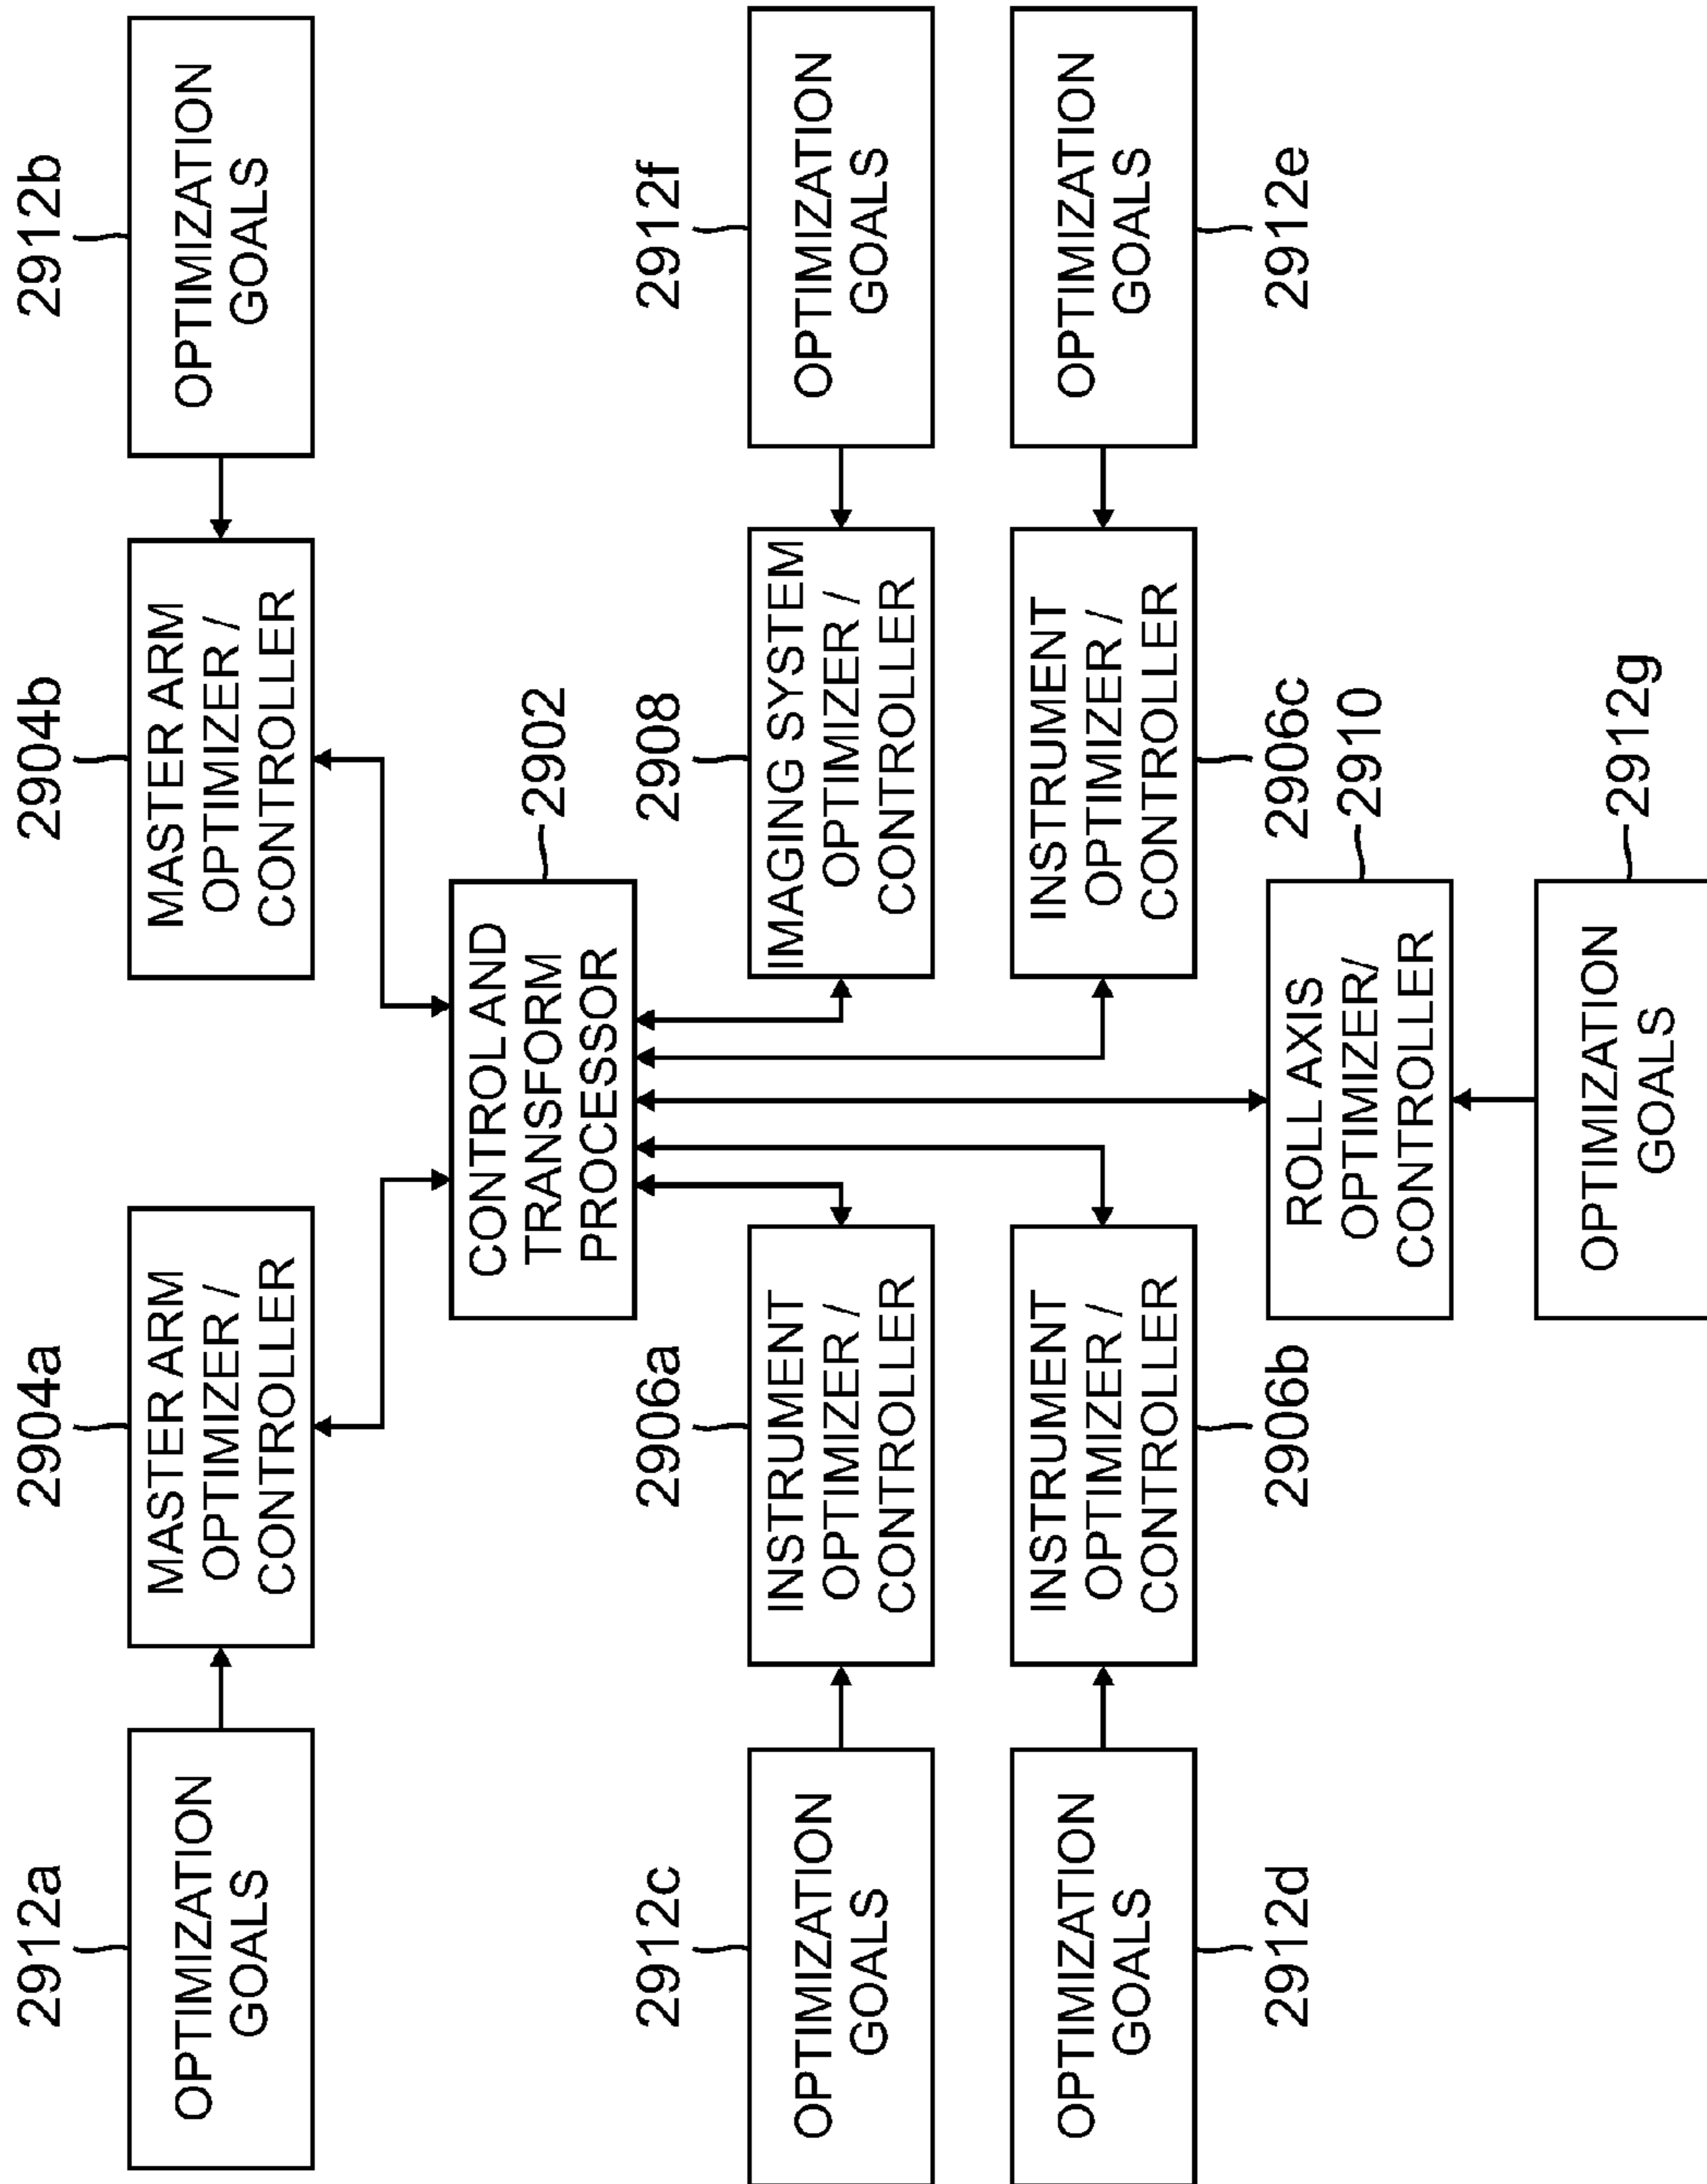 2912a
OPTIMIZATION
GOALS
2904a
MASTER ARM
OPTIMIZER /
CONTROLLER
2904b
MASTER ARM
OPTIMIZER /
CONTROLLER
2912b
OPTIMIZATION
GOALS
CONTROL AND
TRANSFORM
PROCESSOR
2902
2912c
OPTIMIZATION
GOALS
2906a
INSTRUMENT
OPTIMIZER /
CONTROLLER
2908
IMAGING SYSTEM
OPTIMIZER /
CONTROLLER
2912f
OPTIMIZATION
GOALS
OPTIMIZATION
GOALS
2912d
INSTRUMENT
OPTIMIZER /
CONTROLLER
2906b
INSTRUMENT
OPTIMIZER /
CONTROLLER
2906c
OPTIMIZATION
GOALS
2912e
ROLL AXIS
OPTIMIZER/
CONTROLLER
2910
OPTIMIZATION
GOALS
2912g